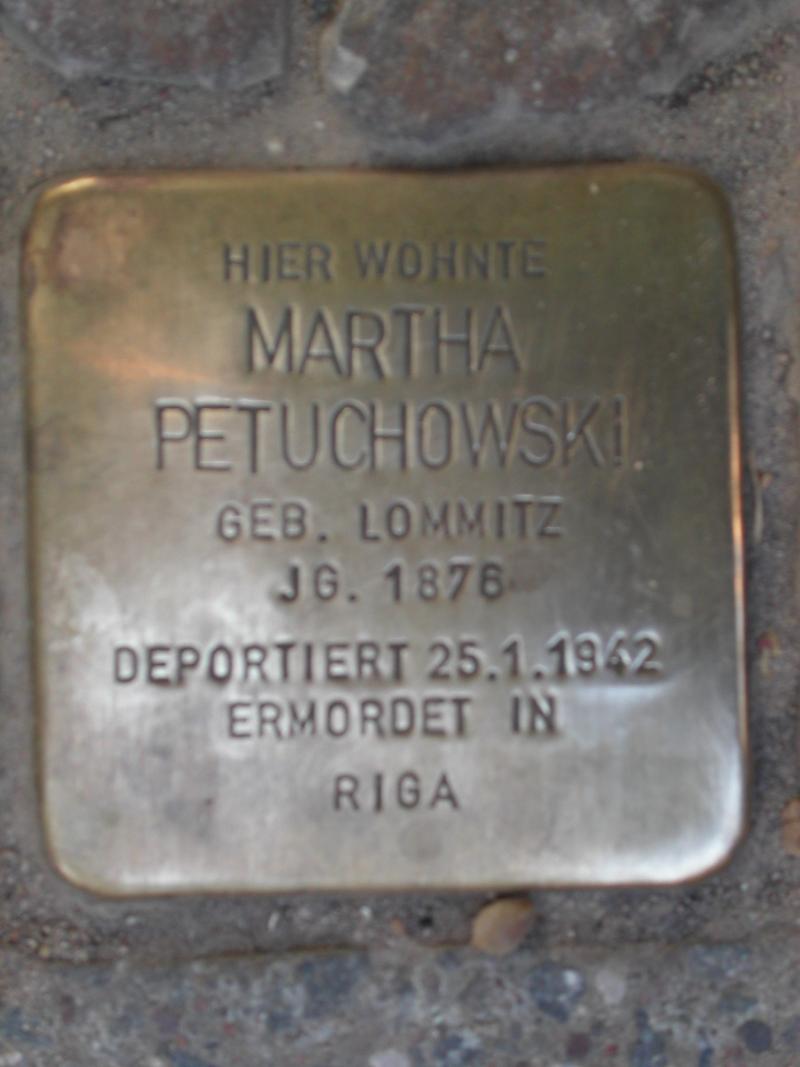 HIER WOHNTE
MARTHA
PETUCHOWSKI
GEB. LOMMITZ
JG. 1876
DEPORTIERT 25.1.1942
ERMORDET IN
RIGA